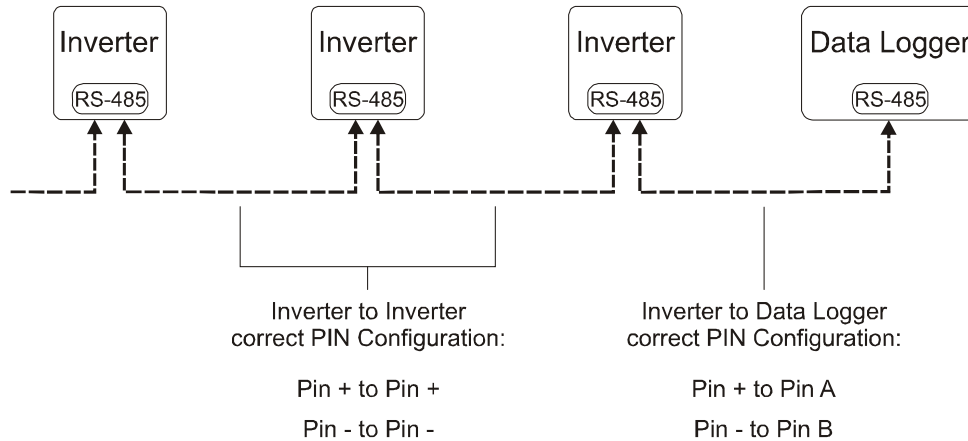 Inverter
Inverter
Inverter
Data Logger
RS-485
RS-485
RS-485
RS-485
Inverter to Inverter
correct PIN Configuration:
Pin + to Pin +
Pin - to Pin -
Inverter to Data Logger
correct PIN Configuration:
Pin + to Pin A
Pin - to Pin B